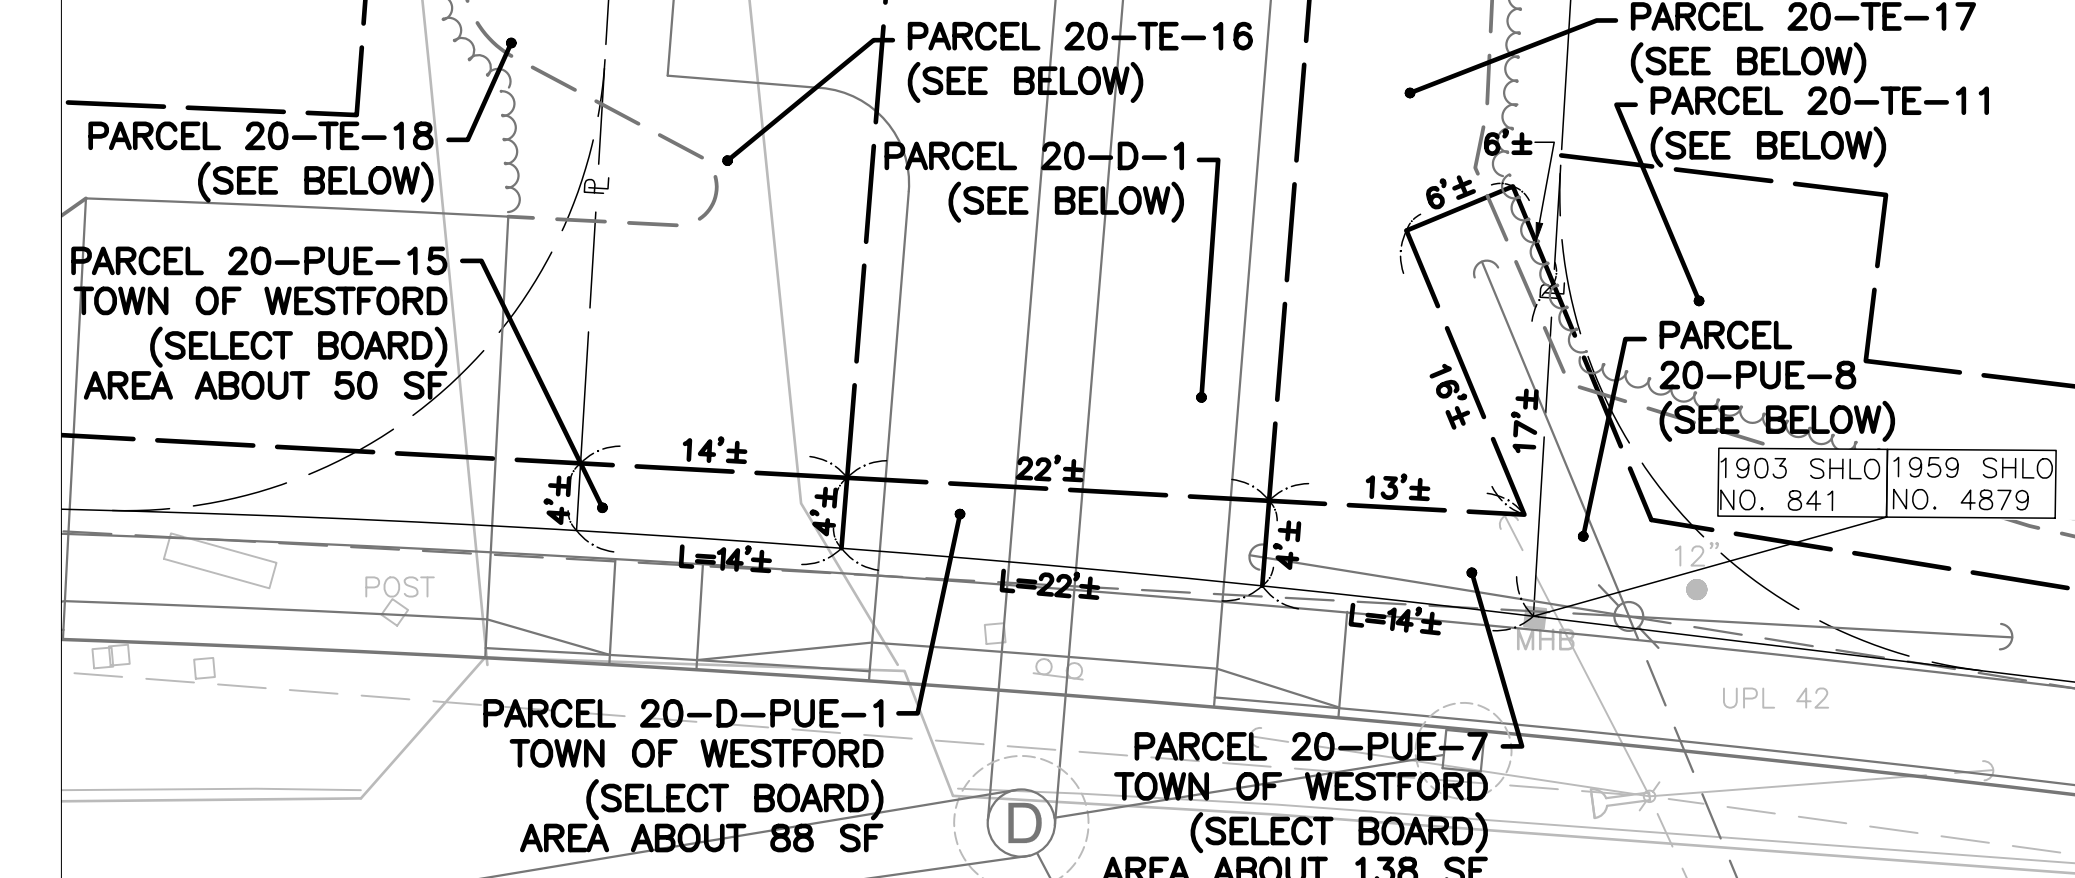 PARCEL 20-TE-17
(SEE BELOW)
PARCEL 20-TE-16
(SEE BELOW)
PARCEL 20-TE-11
(SEE BELOW)
PARCEL 20-TE-18
(SEE BELOW)
PARCEL 20-D-1
(SEE BELOW)
6'±
6'±
PARCEL 20-PUE-15
TOWN OF WESTFORD
(SELECT BOARD)
AREA ABOUT 50 SF
PARCEL
20-PUE-8
(SEE BELOW)
16'±
17'±
14'±
22'±
13'±
4'±
4'±
4'±
1903 SHLO
NO. 841
1959 SHLO
NO. 4879
L=14'±
L=22'±
L=14'±
12"
POST
MHB
UPL 42
PARCEL 20-D-PUE-1
TOWN OF WESTFORD
(SELECT BOARD)
AREA ABOUT 88 SF
PARCEL 20-PUE-7
TOWN OF WESTFORD
(SELECT BOARD)
AREA ABOUT 138 SF
D